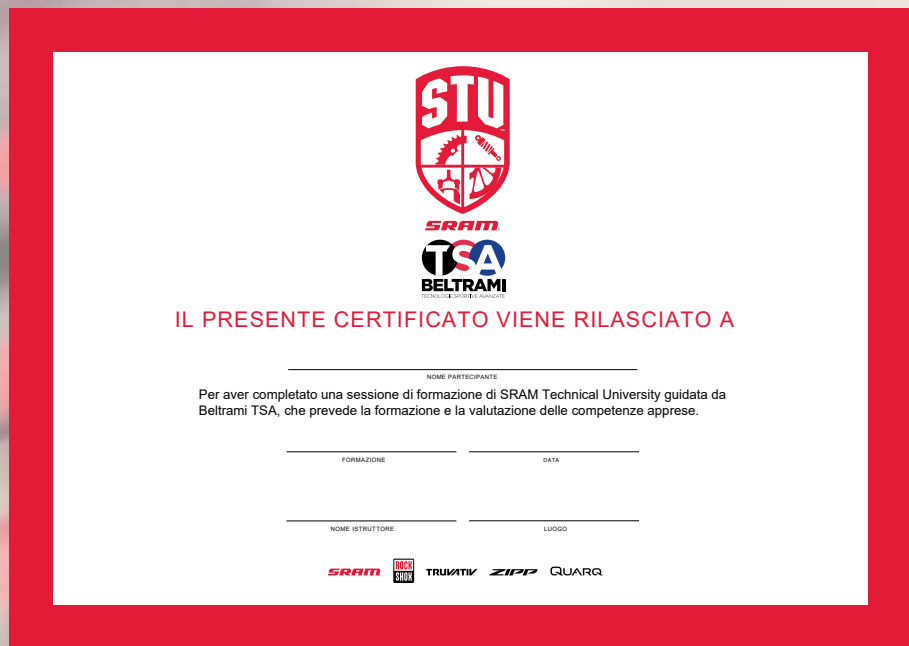 STU
SRAM
TSA
BELTRAMI
TECNOLOGIE SPORTIVE AVANZATE
IL PRESENTE CERTIFICATO VIENE RILASCIATO A
NOME PARTECIPANTE
Per aver completato una sessione di formazione di SRAM Technical University guidata da
Beltrami TSA, che prevede la formazione e la valutazione delle competenze apprese.
FORMAZIONE DATA
NOME ISTRUTTORE LUOGO
SRAM ROCK SHOX TRUVATIV ZIPP QUARQ